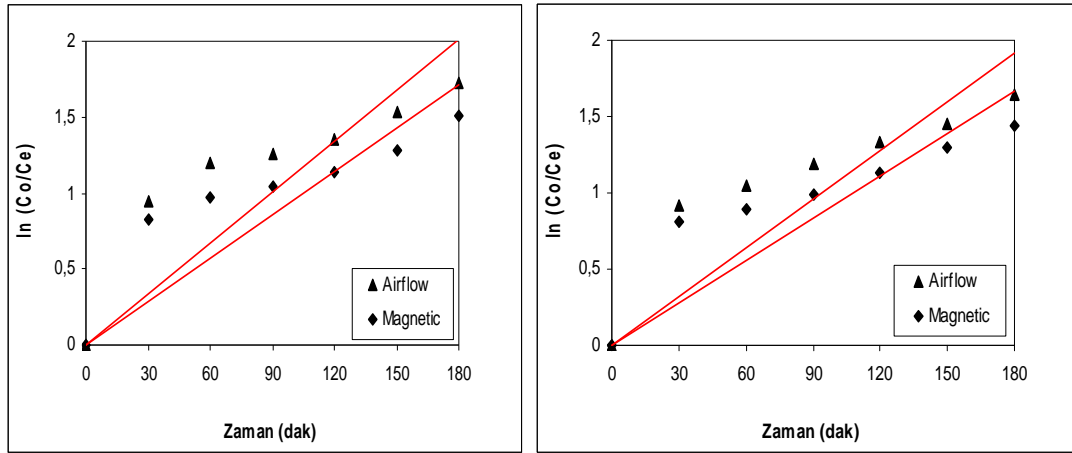 2
1,5
1
0,5
0
0 30 60 90 120 150 180
ln (Co/Ce)
Zaman (dak)
Airflow
Magnetic
2
1,5
1
0,5
0
0 30 60 90 120 150 180
ln (Co/Ce)
Zaman (dak)
Airflow
Magnetic